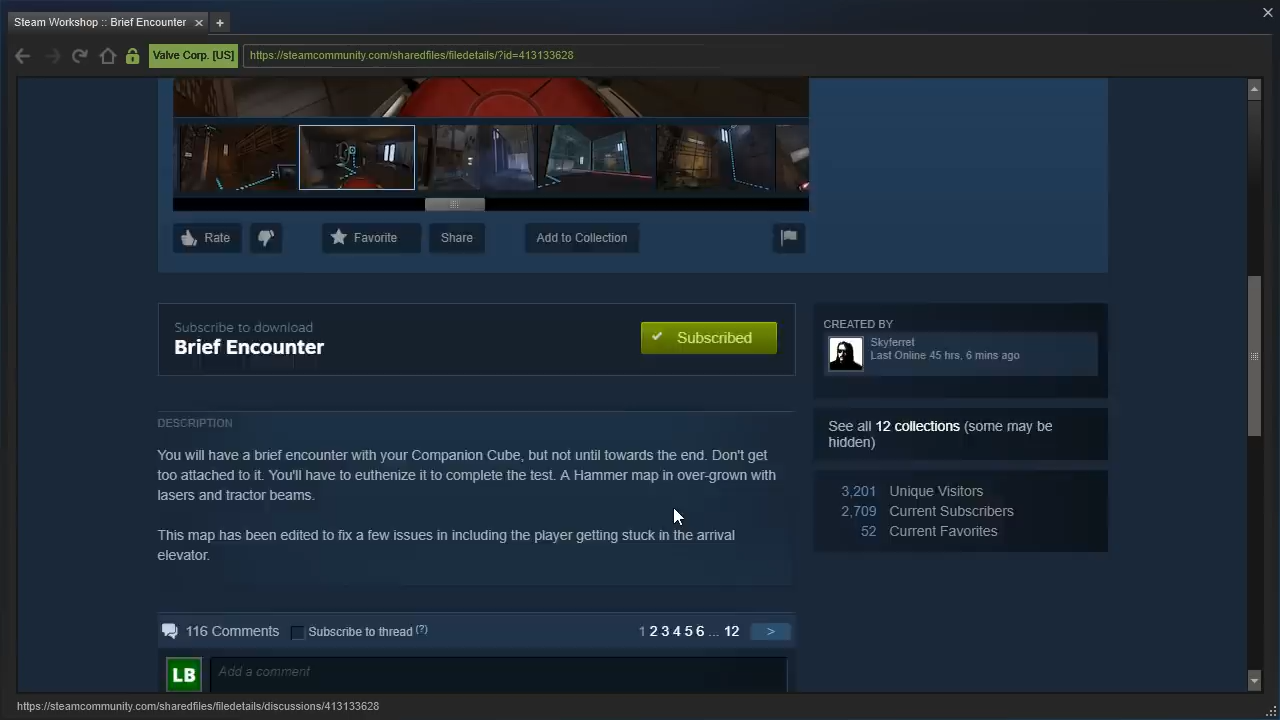 Steam Workshop :: Brief Encounter
Valve Corp. [US]
https://steamcommunity.com/sharedfiles/filedetails/?id=413133628
Rate
Favorite
Share
Add to Collection
Subscribe to download
Brief Encounter
Subscribed
CREATED BY
Skyferret
Last Online 45 hrs, 6 mins ago
See all 12 collections (some may be
hidden)
3,201 Unique Visitors
2,709 Current Subscribers
52 Current Favorites
DESCRIPTION
You will have a brief encounter with your Companion Cube, but not until towards the end. Don't get
too attached to it. You'll have to euthenize it to complete the test. A Hammer map in over-grown with
lasers and tractor beams.
This map has been edited to fix a few issues in including the player getting stuck in the arrival
elevator.
116 Comments
Subscribe to thread (?)
1 2 3 4 5 6 ... 12 >
LB
Add a comment
https://steamcommunity.com/sharedfiles/filedetails/discussions/413133628